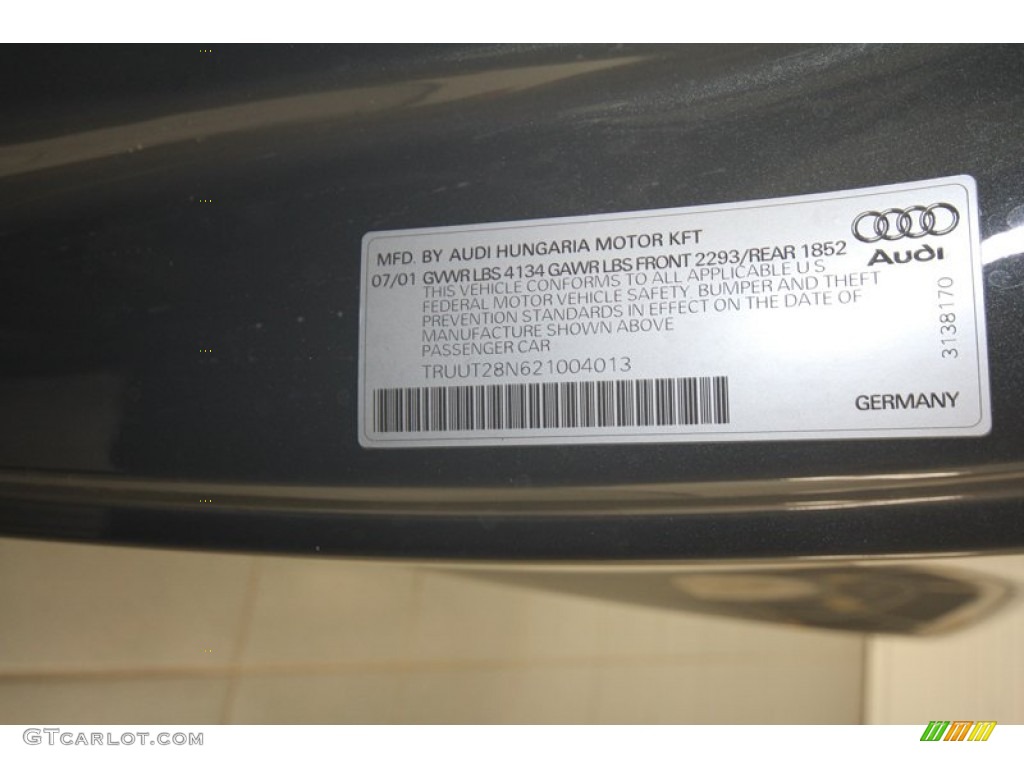 MFD. BY AUDI HUNGARIA MOTOR KFT
07/01 GVWR LBS 4134 GAWR LBS FRONT 2293/REAR 1852
THIS VEHICLE CONFORMS TO ALL APPLICABLE U S
FEDERAL MOTOR VEHICLE SAFETY, BUMPER AND THEFT
PREVENTION STANDARDS IN EFFECT ON THE DATE OF
MANUFACTURE SHOWN ABOVE
PASSENGER CAR
TRUUT28N621004013
Audi
3138170
GERMANY
GTCARLOT.COM